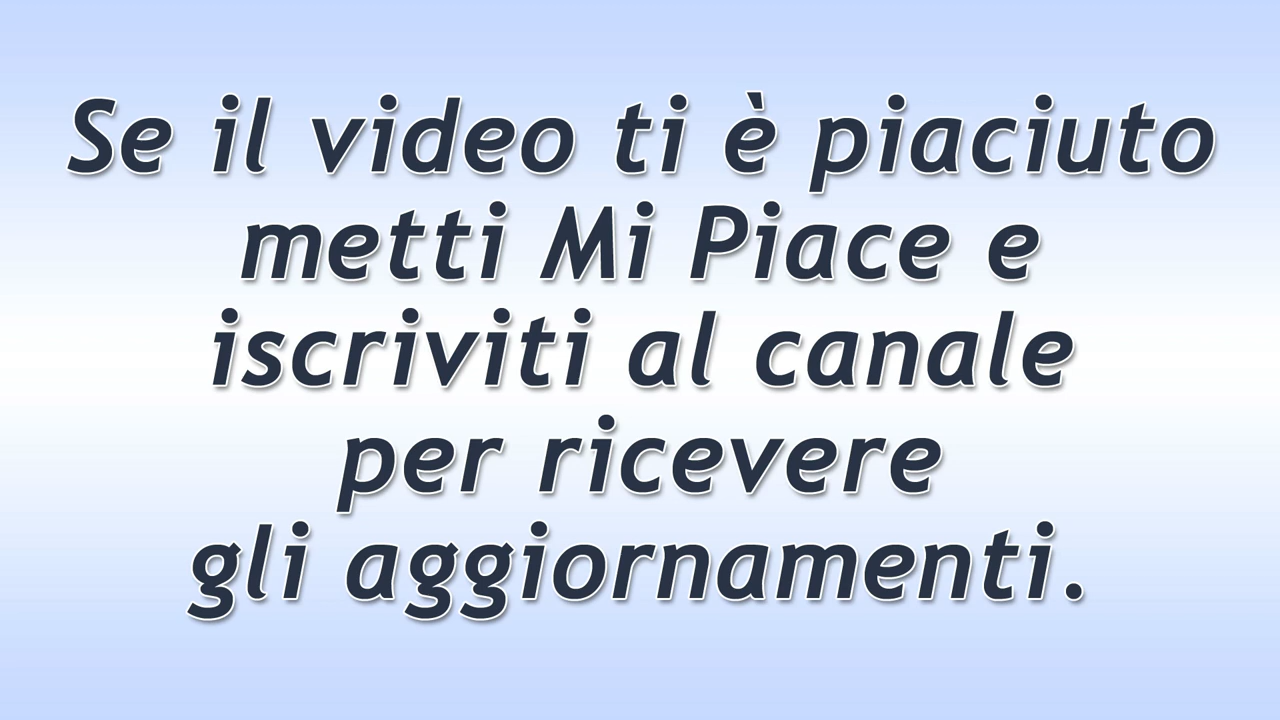 Se il video ti è piaciuto
metti Mi Piace e
iscriviti al canale
per ricevere
gli aggiornamenti.